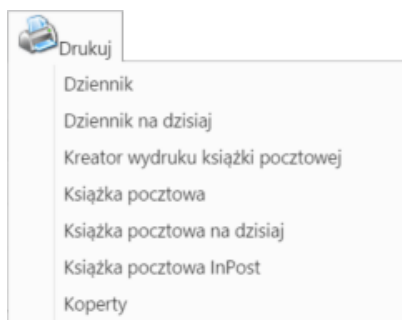 Drukuj
Dziennik
Dziennik na dzisiaj
Kreator wydruku książki pocztowej
Książka pocztowa
Książka pocztowa na dzisiaj
Książka pocztowa InPost
Koperty